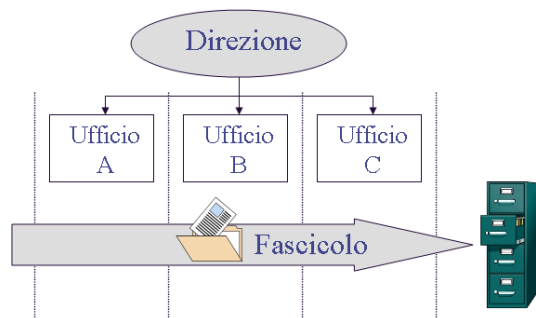 Direzione
Ufficio
A
Ufficio
B
Ufficio
C
Fascicolo